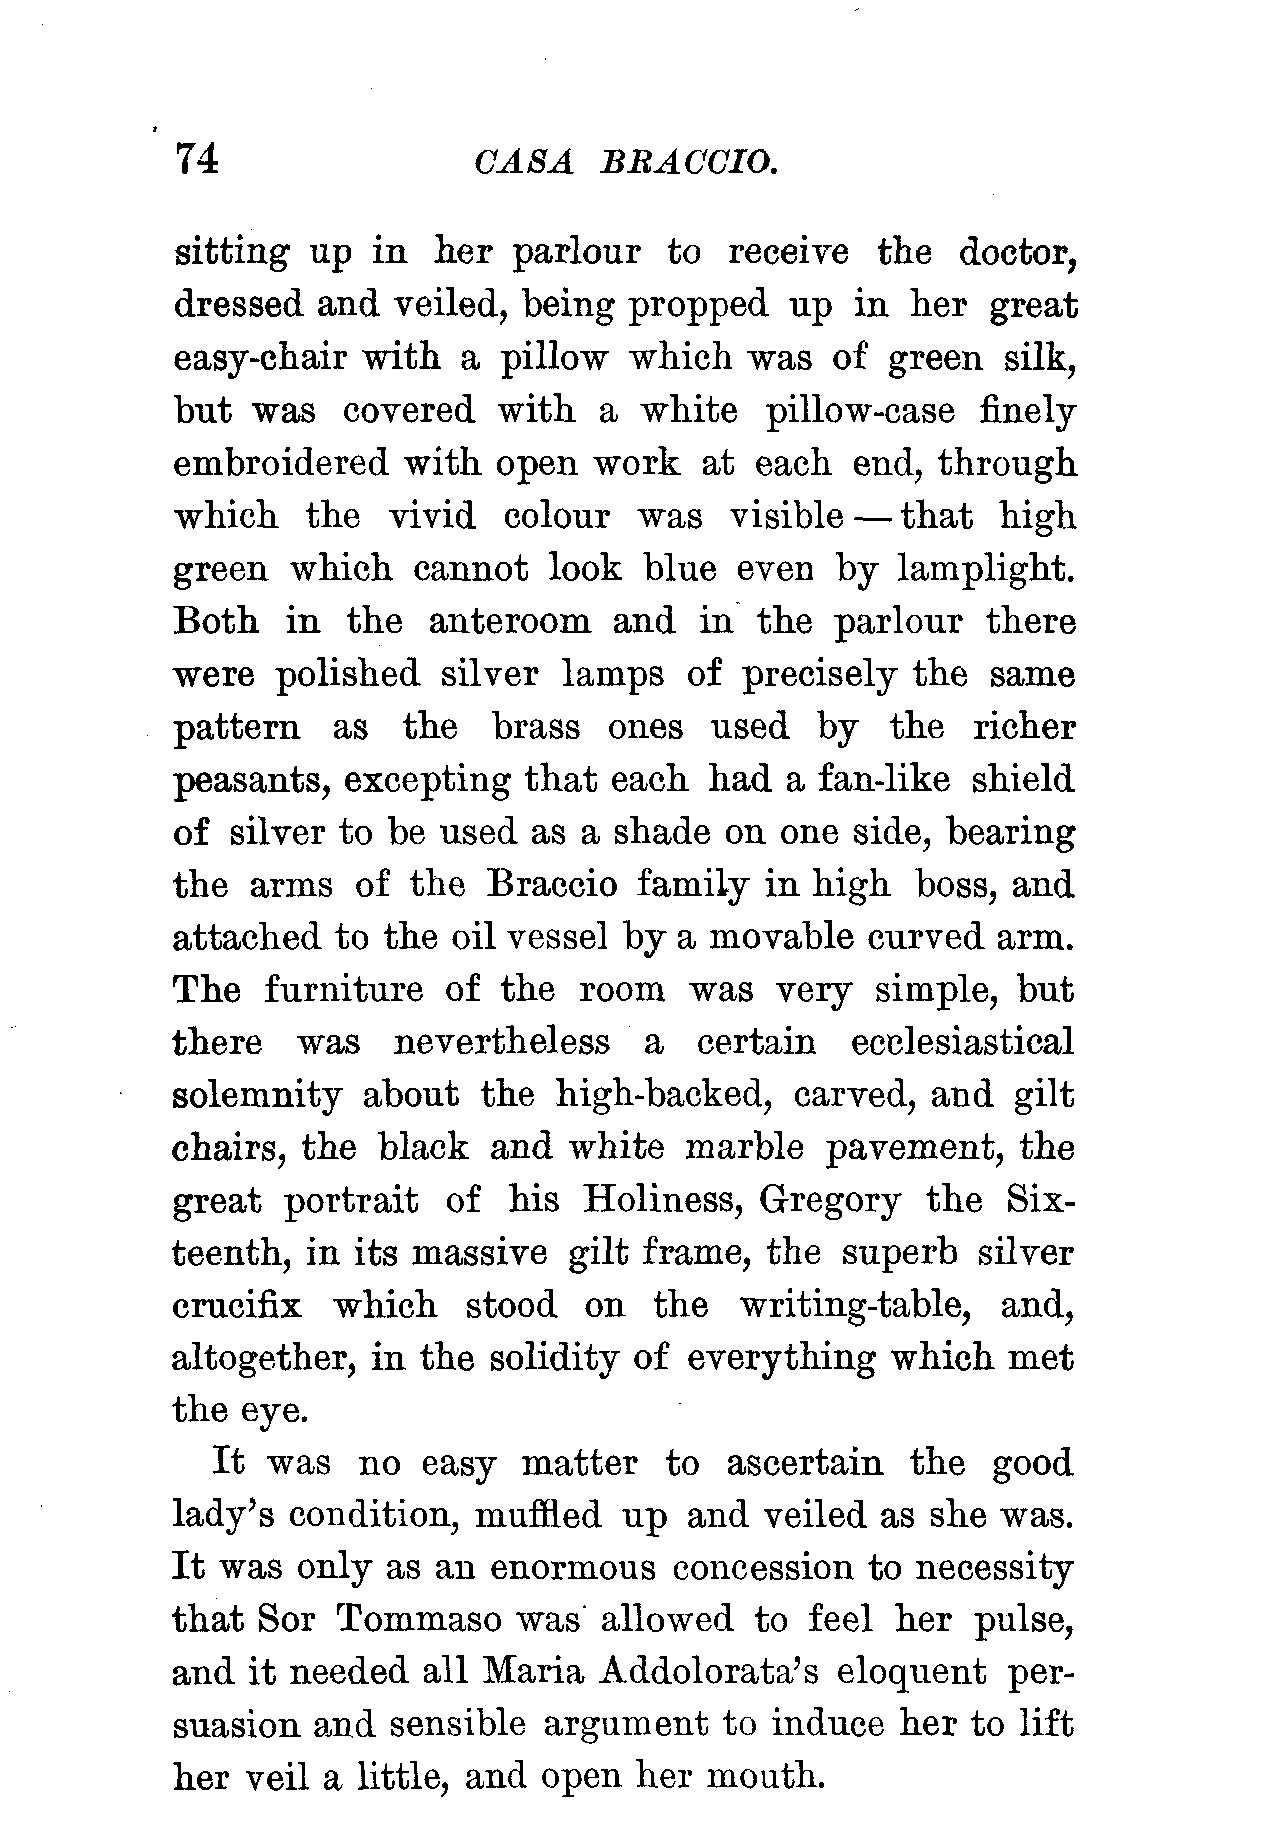 74 CASA BRACCIO.
sitting up in her parlour to receive the doctor,
dressed and veiled, being propped up in her great
easy-chair with a pillow which was of green silk,
but was covered with a white pillow-case finely
embroidered with open work at each end, through
which the vivid colour was visible — that high
green which cannot look blue even by lamplight.
Both in the anteroom and in the parlour there
were polished silver lamps of precisely the same
pattern as the brass ones used by the richer
peasants, excepting that each had a fan-like shield
of silver to be used as a shade on one side, bearing
the arms of the Braccio family in high boss, and
attached to the oil vessel by a movable curved arm.
The furniture of the room was very simple, but
there was nevertheless a certain ecclesiastical
solemnity about the high-backed, carved, and gilt
chairs, the black and white marble pavement, the
great portrait of his Holiness, Gregory the Six-
teenth, in its massive gilt frame, the superb silver
crucifix which stood on the writing-table, and,
altogether, in the solidity of everything which met
the eye.
It was no easy matter to ascertain the good
lady's condition, muffled up and veiled as she was.
It was only as an enormous concession to necessity
that Sor Tommaso was allowed to feel her pulse,
and it needed all Maria Addolorata's eloquent per-
suasion and sensible argument to induce her to lift
her veil a little, and open her mouth.